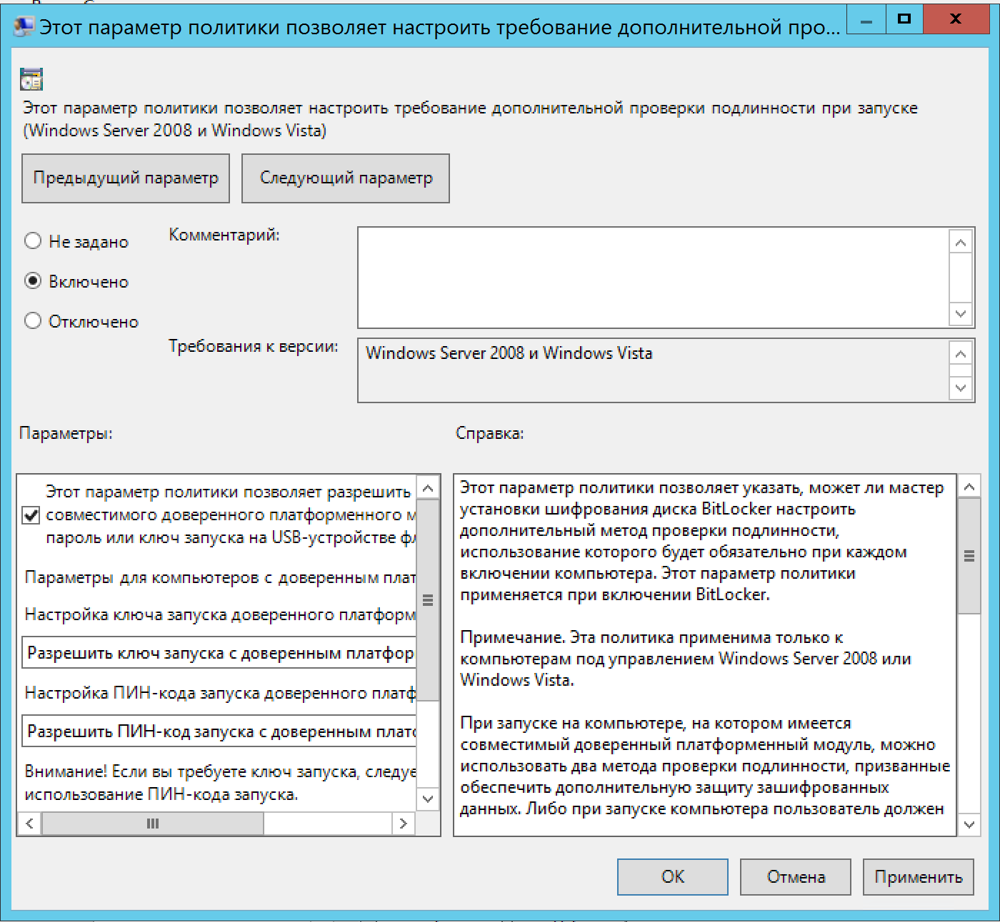 Этот параметр политики позволяет настроить требование дополнительной про...
Этот параметр политики позволяет настроить требование дополнительной проверки подлинности при запуске
(Windows Server 2008 и Windows Vista)
Предыдущий параметр
Следующий параметр
Не задано
Включено
Отключено
Комментарий:
Требования к версии:
Windows Server 2008 и Windows Vista
Параметры:
Этот параметр политики позволяет разрешить
совместимого доверенного платформенного м
пароль или ключ запуска на USB-устройстве фл
Параметры для компьютеров с доверенным плат
Настройка ключа запуска доверенного платформ
Разрешить ключ запуска с доверенным платфор
Настройка ПИН-кода запуска доверенного платф
Разрешить ПИН-код запуска с доверенным платф
Внимание! Если вы требуете ключ запуска, следуе
использование ПИН-кода запуска.
Справка:
Этот параметр политики позволяет указать, может ли мастер
установки шифрования диска BitLocker настроить
дополнительный метод проверки подлинности,
использование которого будет обязательно при каждом
включении компьютера. Этот параметр политики
применяется при включении BitLocker.
Примечание. Эта политика применима только к
компьютерам под управлением Windows Server 2008 или
Windows Vista.
При запуске на компьютере, на котором имеется
совместимый доверенный платформенный модуль, можно
использовать два метода проверки подлинности, призванные
обеспечить дополнительную защиту зашифрованных
данных. Либо при запуске компьютера пользователь должен
ОК
Отмена
Применить